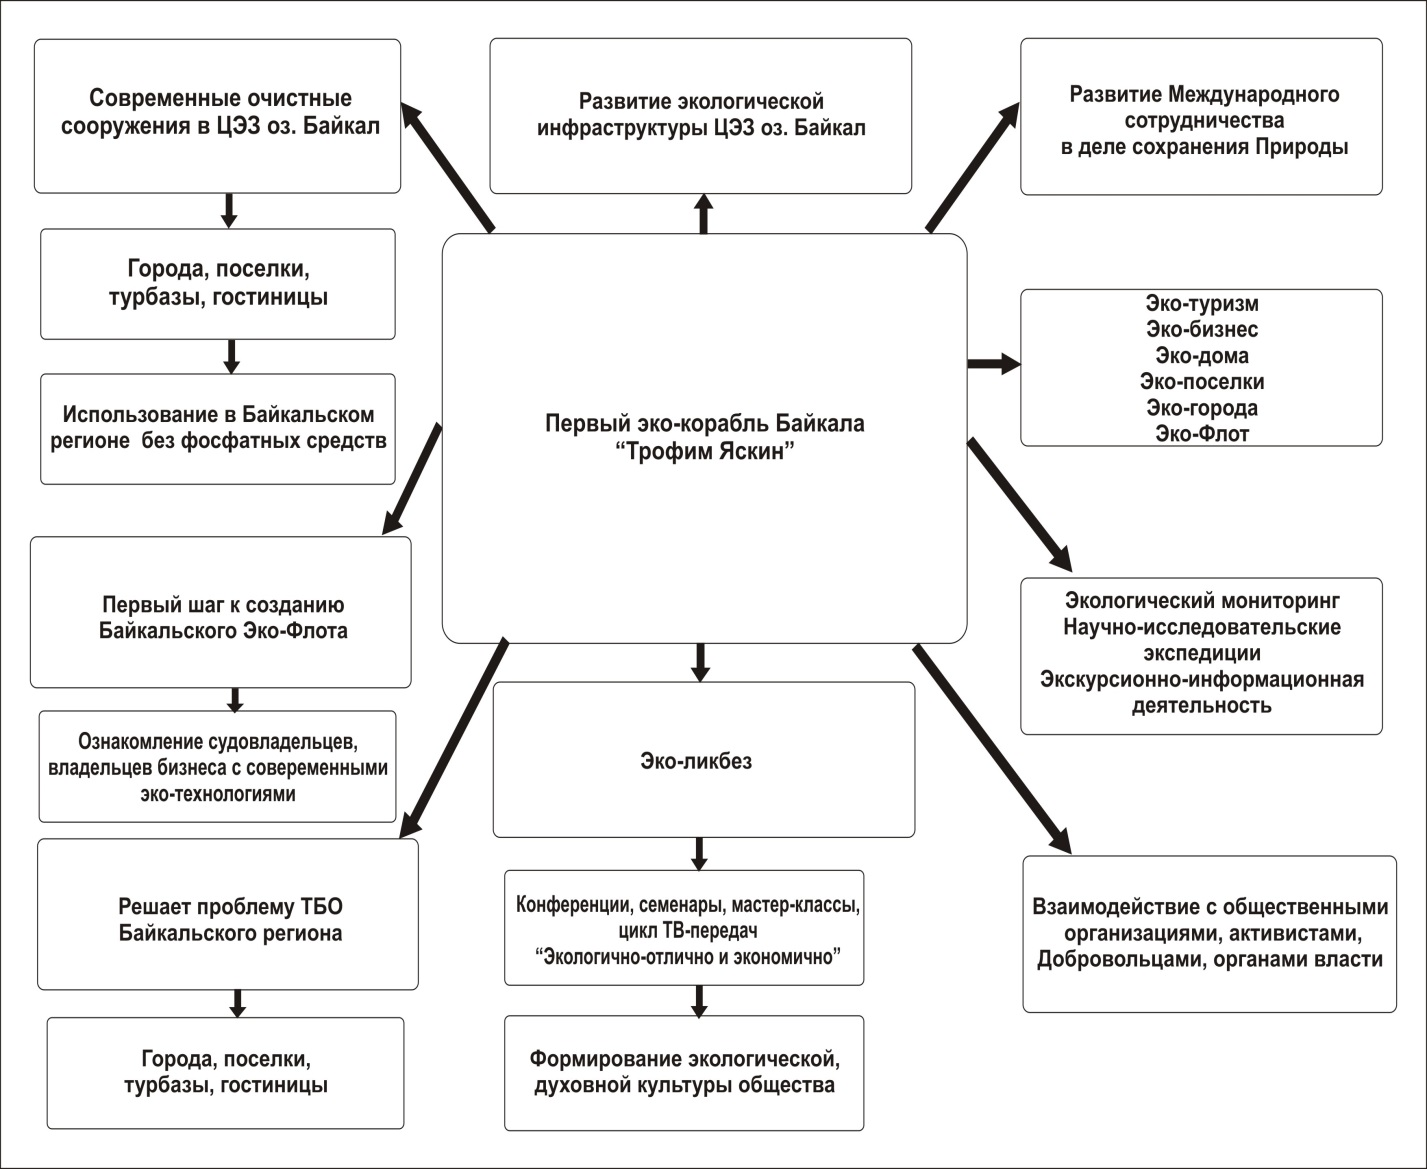 Современные очистные
сооружения в ЦЭЗ оз. Байкал
Развитие экологической
инфраструктуры ЦЭЗ оз. Байкал
Развитие Международного
сотрудничества
в деле сохранения Природы
Города, поселки,
турбазы, гостиницы
Использование в Байкальском
регионе без фосфатных средств
Первый эко-корабль Байкала
“Трофим Яскин”
Эко-туризм
Эко-бизнес
Эко-дома
Эко-поселки
Эко-города
Эко-Флот
Первый шаг к созданию
Байкальского Эко-Флота
Экологический мониторинг
Научно-исследовательские
экспедиции
Экскурсионно-информационная
деятельность
Ознакомление судовладельцев,
владельцев бизнеса с совеременными
эко-технологиями
Эко-ликбез
Решает проблему ТБО
Байкальского региона
Конференции, семенары, мастер-классы,
цикл ТВ-передач
“Экологично-отлично и экономично”
Взаимодействие с общественными
организациями, активистами,
Добровольцами, органами власти
Города, поселки,
турбазы, гостиницы
Формирование экологической,
духовной культуры общества